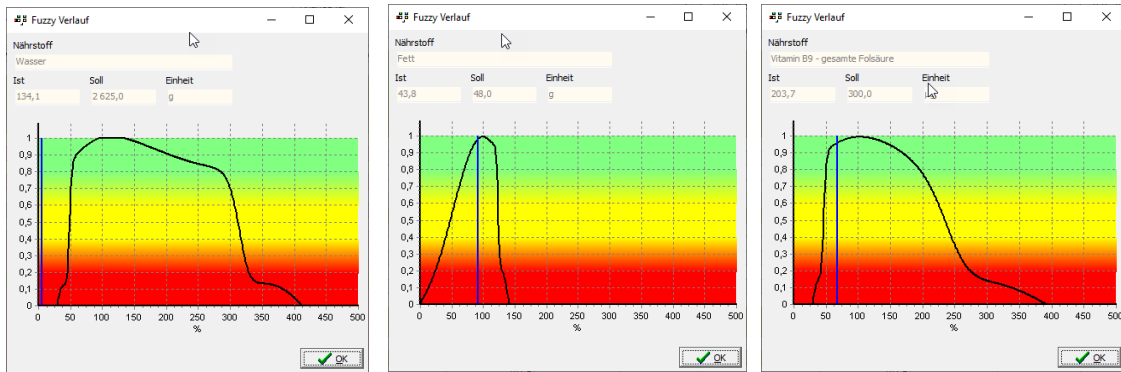 Fuzzy Verlauf
Nährstoff
Wasser
Ist Soll Einheit
134,1 2 625,0 g
1
0,9
0,8
0,7
0,6
0,5
0,4
0,3
0,2
0,1
0
0 50 100 150 200 250 300 350 400 450 500
%
OK
Fuzzy Verlauf
Nährstoff
Fett
Ist Soll Einheit
43,8 48,0 g
1
0,9
0,8
0,7
0,6
0,5
0,4
0,3
0,2
0,1
0
0 50 100 150 200 250 300 350 400 450 500
%
OK
Fuzzy Verlauf
Nährstoff
Vitamin B9 - gesamte Folsäure
Ist Soll Einheit
203,7 300,0
1
0,9
0,8
0,7
0,6
0,5
0,4
0,3
0,2
0,1
0
0 50 100 150 200 250 300 350 400 450 500
%
OK